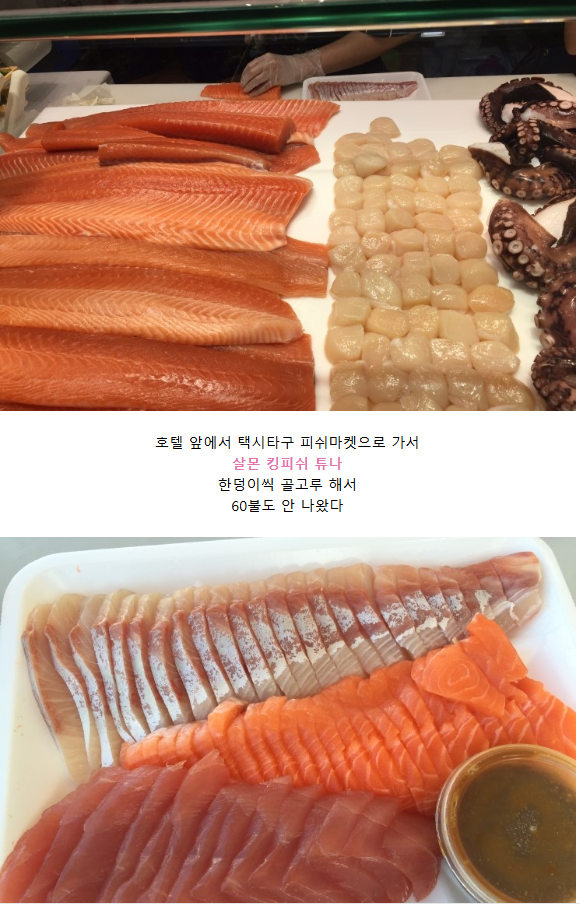 호텔 앞에서 택시타구 피쉬마켓으로 가서
살몬 킹피쉬 튜나
한덩이씩 골고루 해서
60불도 안 나왔다